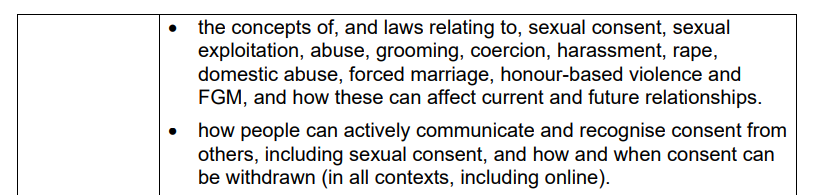 • the concepts of, and laws relating to, sexual consent, sexual
exploitation, abuse, grooming, coercion, harassment, rape,
domestic abuse, forced marriage, honour-based violence and
FGM, and how these can affect current and future relationships.
• how people can actively communicate and recognise consent from
others, including sexual consent, and how and when consent can
be withdrawn (in all contexts, including online).